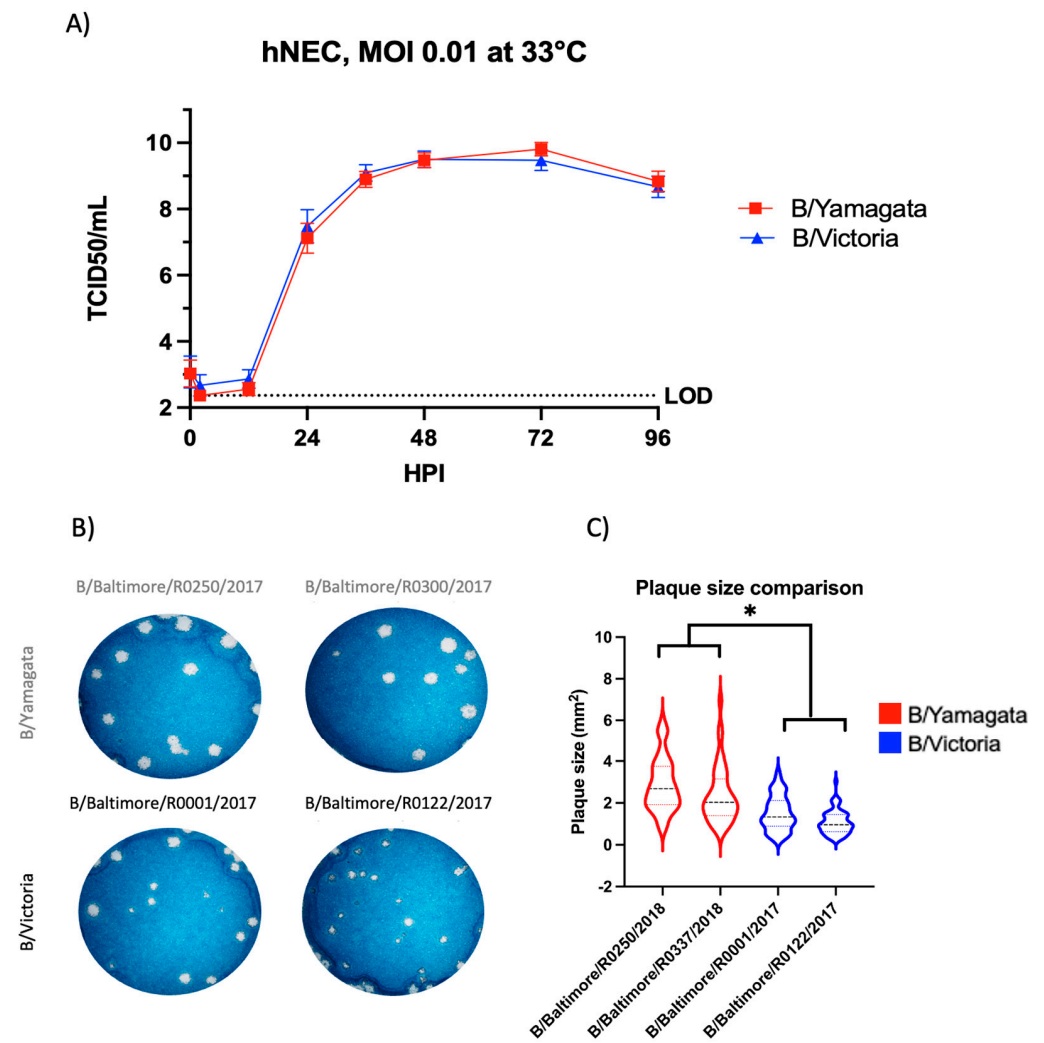 A)
hNEC, MOI 0.01 at 33°C
10
8
6
4
2
TCID50/mL
LOD
0 24 48 72 96
HPI
B/Yamagata
B/Victoria
B)
B/Baltimore/R0250/2017 B/Baltimore/R0300/2017
B/Yamagata
B/Baltimore/R0001/2017 B/Baltimore/R0122/2017
B/Victoria
C)
Plaque size comparison
*
10
8
6
4
2
0
-2
Plaque size (mm²)
B/Baltimore/R0250/2018
B/Baltimore/R0337/2018
B/Baltimore/R0001/2017
B/Baltimore/R0122/2017
B/Yamagata
B/Victoria